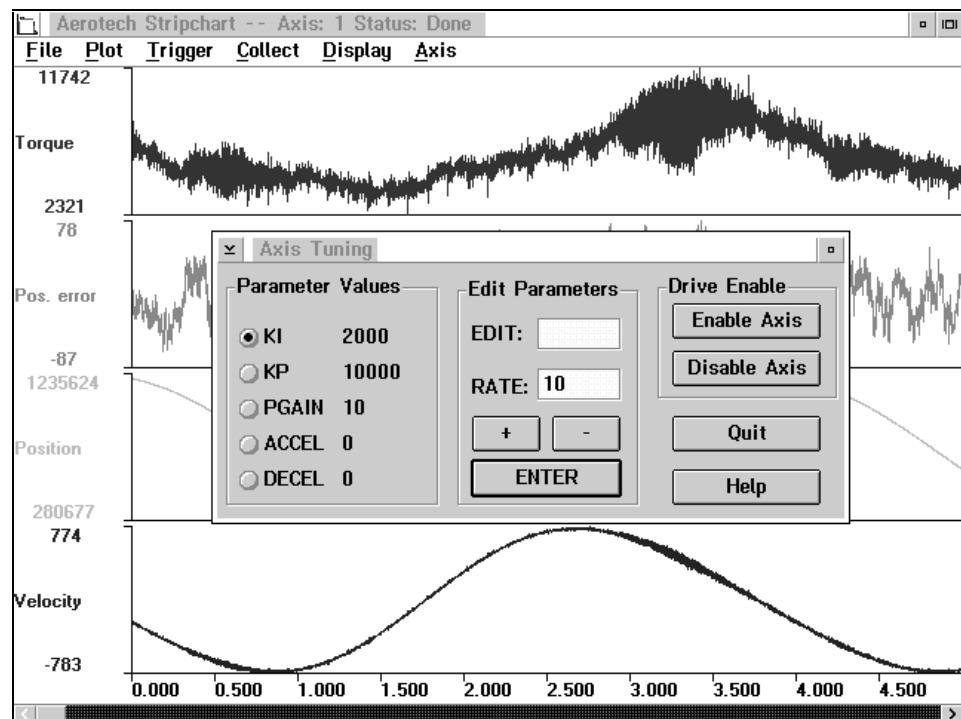 Aerotech Stripchart -- Axis: 1 Status: Done
File Plot Trigger Collect Display Axis
11742
Torque
2321
78
Pos. error
-87
1235624
Position
280677
774
Velocity
-783
0.000 0.500 1.000 1.500 2.000 2.500 3.000 3.500 4.000 4.500
Axis Tuning
Parameter Values
KI 2000
KP 10000
PGAIN 10
ACCEL 0
DECEL 0
Edit Parameters
EDIT:
RATE: 10
+ -
ENTER
Drive Enable
Enable Axis
Disable Axis
Quit
Help